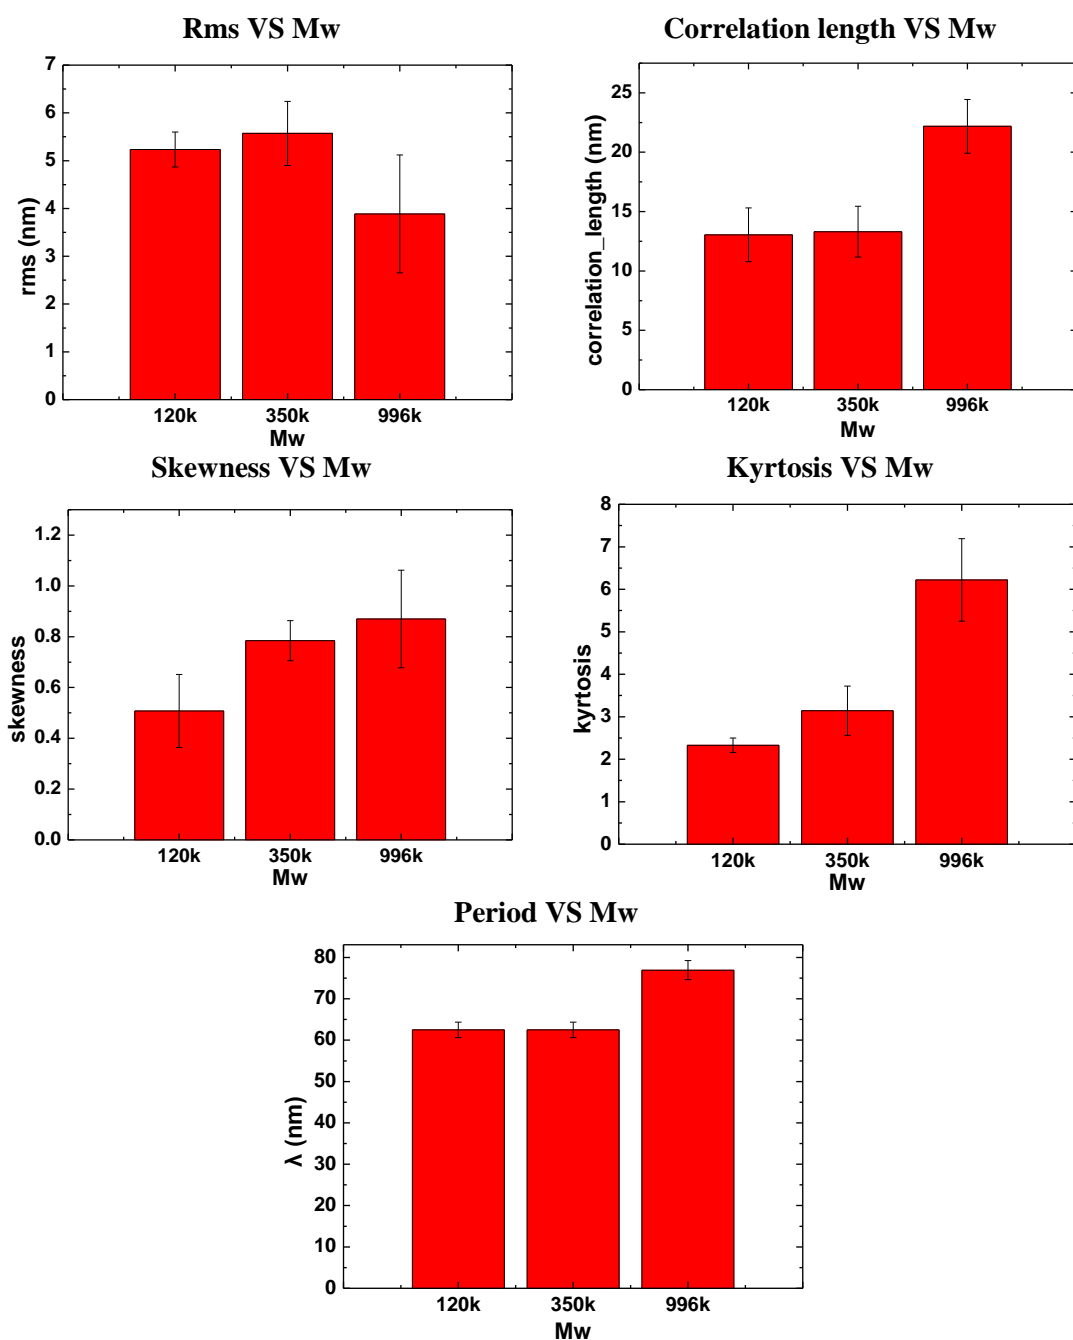 Rms VS Mw
7
6
5
4
3
2
1
0
rms (nm)
120k 350k 996k
Mw
Correlation length VS Mw
25
20
15
10
5
0
correlation_length (nm)
120k 350k 996k
Mw
Skewness VS Mw
1.2
1.0
0.8
0.6
0.4
0.2
0.0
skewness
120k 350k 996k
Mw
Kyrtosis VS Mw
8
7
6
5
4
3
2
1
0
kyrtosis
120k 350k 996k
Mw
Period VS Mw
80
70
60
50
40
30
20
10
0
λ (nm)
120k 350k 996k
Mw